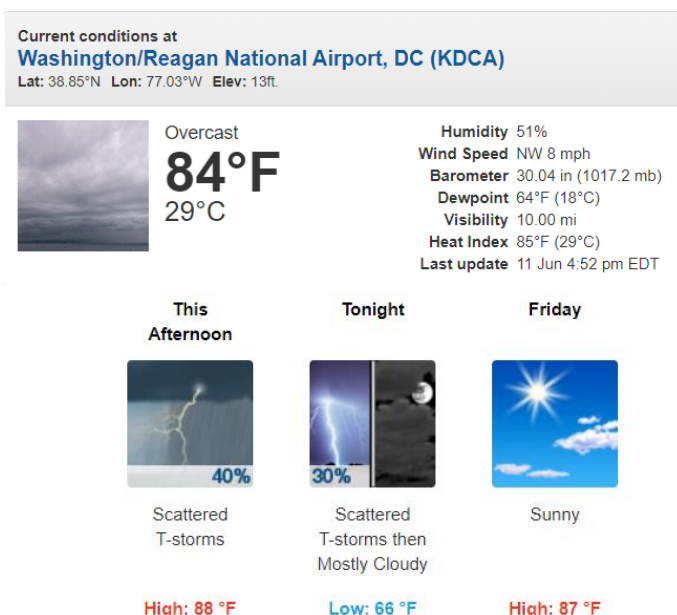 Current conditions at
Washington/Reagan National Airport, DC (KDCA)
Lat: 38.85°N Lon: 77.03°W Elev: 13ft.
Overcast
84°F
29°C
Humidity 51%
Wind Speed NW 8 mph
Barometer 30.04 in (1017.2 mb)
Dewpoint 64°F (18°C)
Visibility 10.00 mi
Heat Index 85°F (29°C)
Last update 11 Jun 4:52 pm EDT
This
Afternoon
40%
Scattered
T-storms
High: 88 °F
Tonight
30%
Scattered
T-storms then
Mostly Cloudy
Low: 66 °F
Friday
Sunny
High: 87 °F